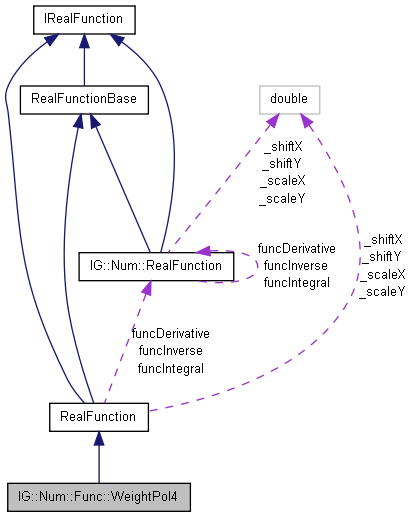 IRealFunction
RealFunctionBase
double
_shiftX
_shiftY
_scaleX
_scaleY
IG::Num::RealFunction
funcDerivative
funcInverse
funcIntegral
_shiftX
_shiftY
_scaleX
_scaleY
funcDerivative
funcInverse
funcIntegral
RealFunction
IG::Num::Func::WeightPol4